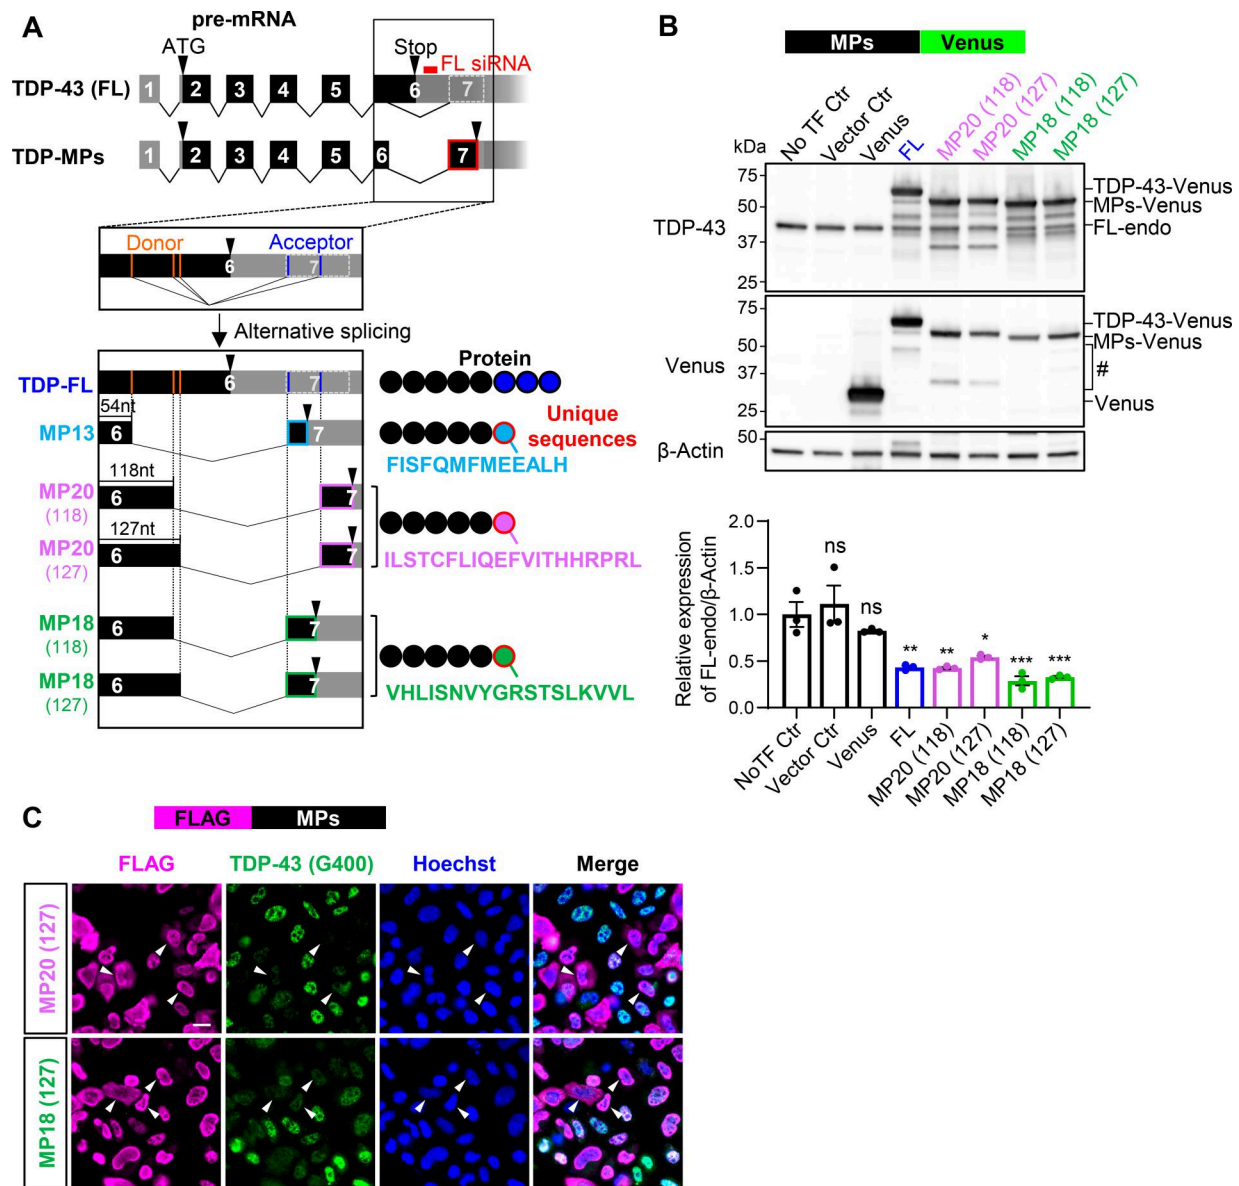 A
pre-mRNA
ATG
Stop
FL siRNA
TDP-43 (FL)
1 2 3 4 5 6 7
TDP-MPs
1 2 3 4 5 6 7
Donor
Acceptor
6 7
Alternative splicing
TDP-FL
6 7
Protein
54nt
MP13
6 7
Unique
sequences
FISFQMFMEEALH
118nt
MP20
(118)
6 7
127nt
MP20
(127)
6 7
ILSTCFLIQEFVITHHRPRL
MP18
(118)
6 7
MP18
(127)
6 7
VHLISNVYGRSTSLKVVL
B
MPs Venus
No TF Ctr
Vector Ctr
Venus
FL
MP20 (118)
MP20 (127)
MP18 (118)
MP18 (127)
kDa
75
50
37
25
TDP-43
TDP-43-Venus
MPs-Venus
FL-endo
75
50
37
25
Venus
TDP-43-Venus
MPs-Venus
#
Venus
50
β-Actin
Relative expression
of FL-endo/β-Actin
2.0
1.5
1.0
0.5
0.0
ns
ns
**
**
*
***
***
NoTF Ctr
Vector Ctr
Venus
FL
MP20 (118)
MP20 (127)
MP18 (118)
MP18 (127)
C
FLAG MPs
FLAG TDP-43 (G400) Hoechst Merge
MP20 (127)
MP18 (127)